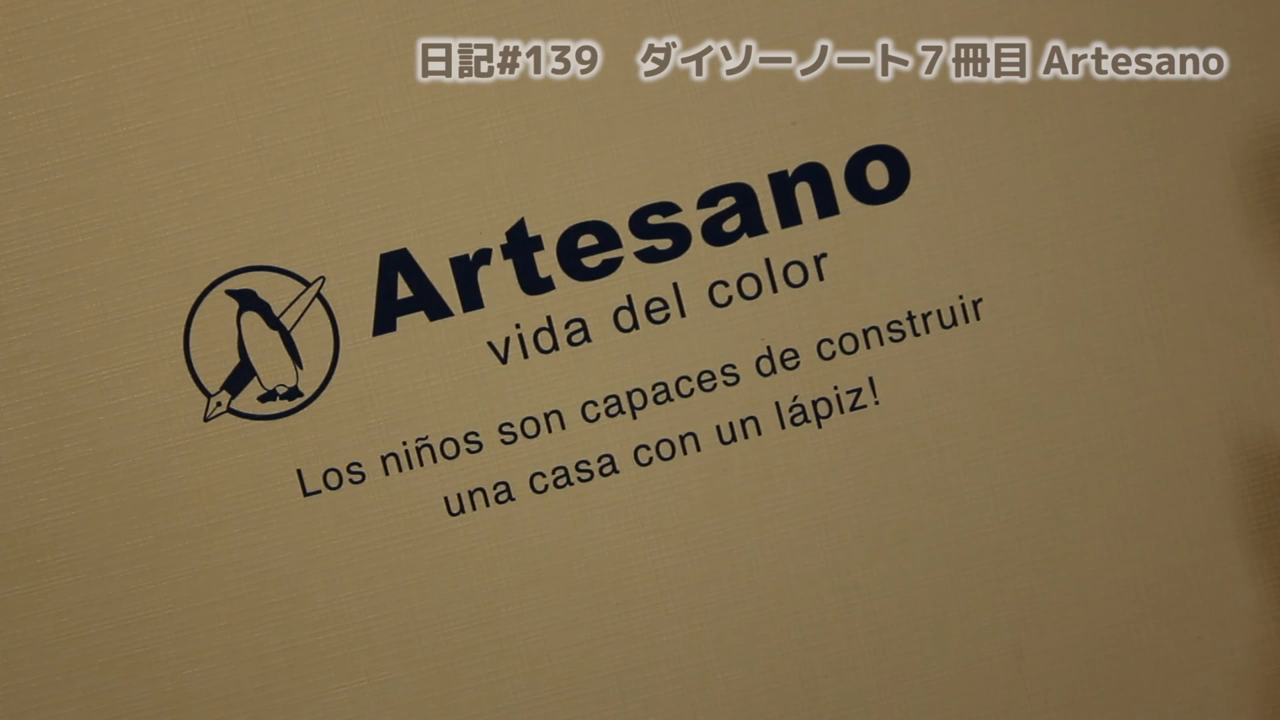 日記#139　ダイソーノート７冊目 Artesano
Artesano
vida del color
Los niños son capaces de construir
una casa con un lápiz!